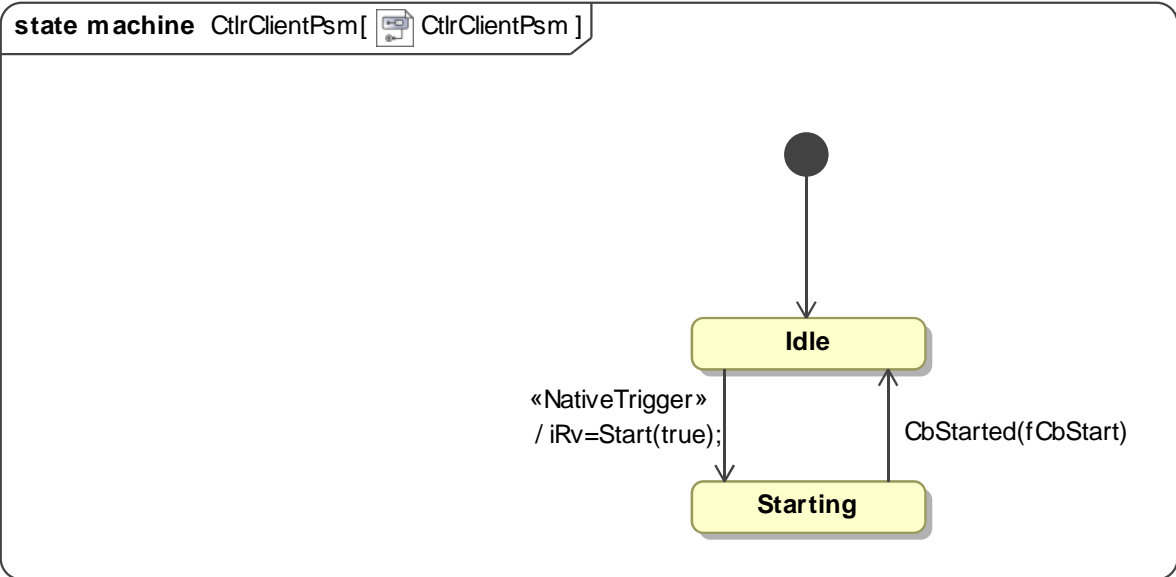 state machine CtlrClientPsm[ CtlrClientPsm ]
Idle
«NativeTrigger»
/ iRv=Start(true);
CbStarted(fCbStart)
Starting